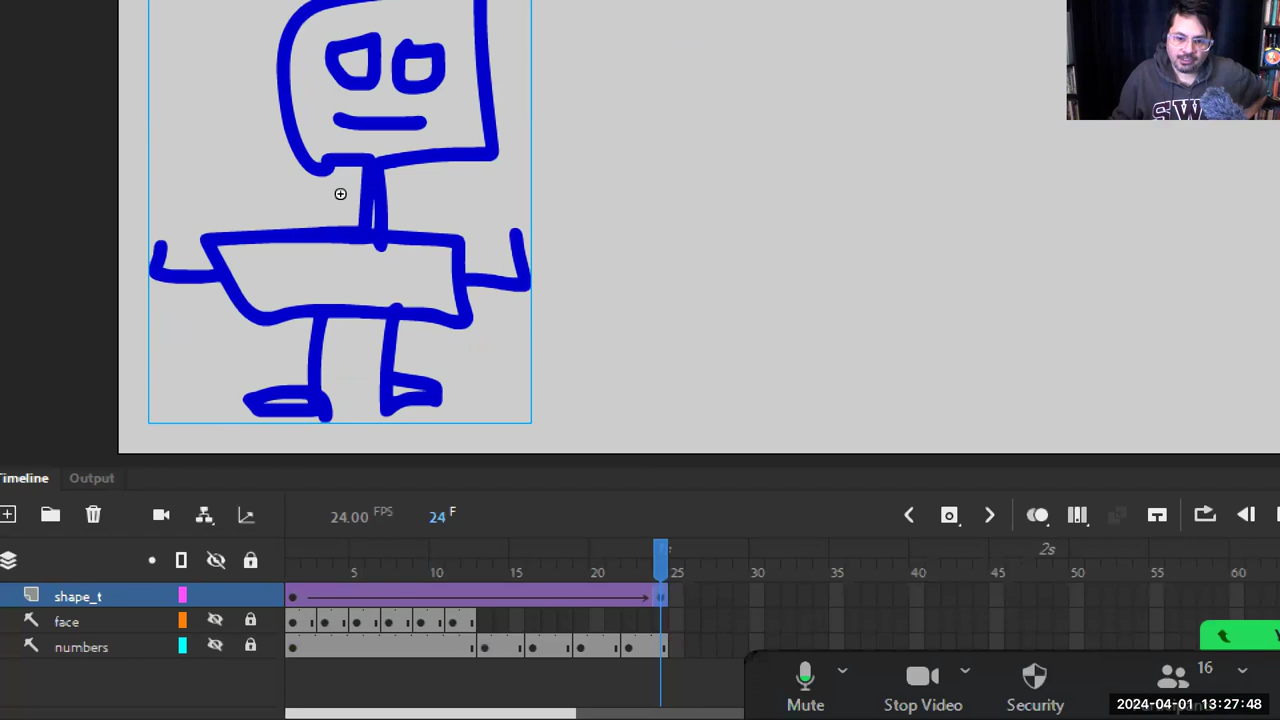 SW
Timeline Output
24.00 FPS 24 F
2s
5 10 15 20 25 30 35 40 45 50 55 60
shape_t
face
numbers
16
Mute Stop Video Security
2024-04-01 13:27:48